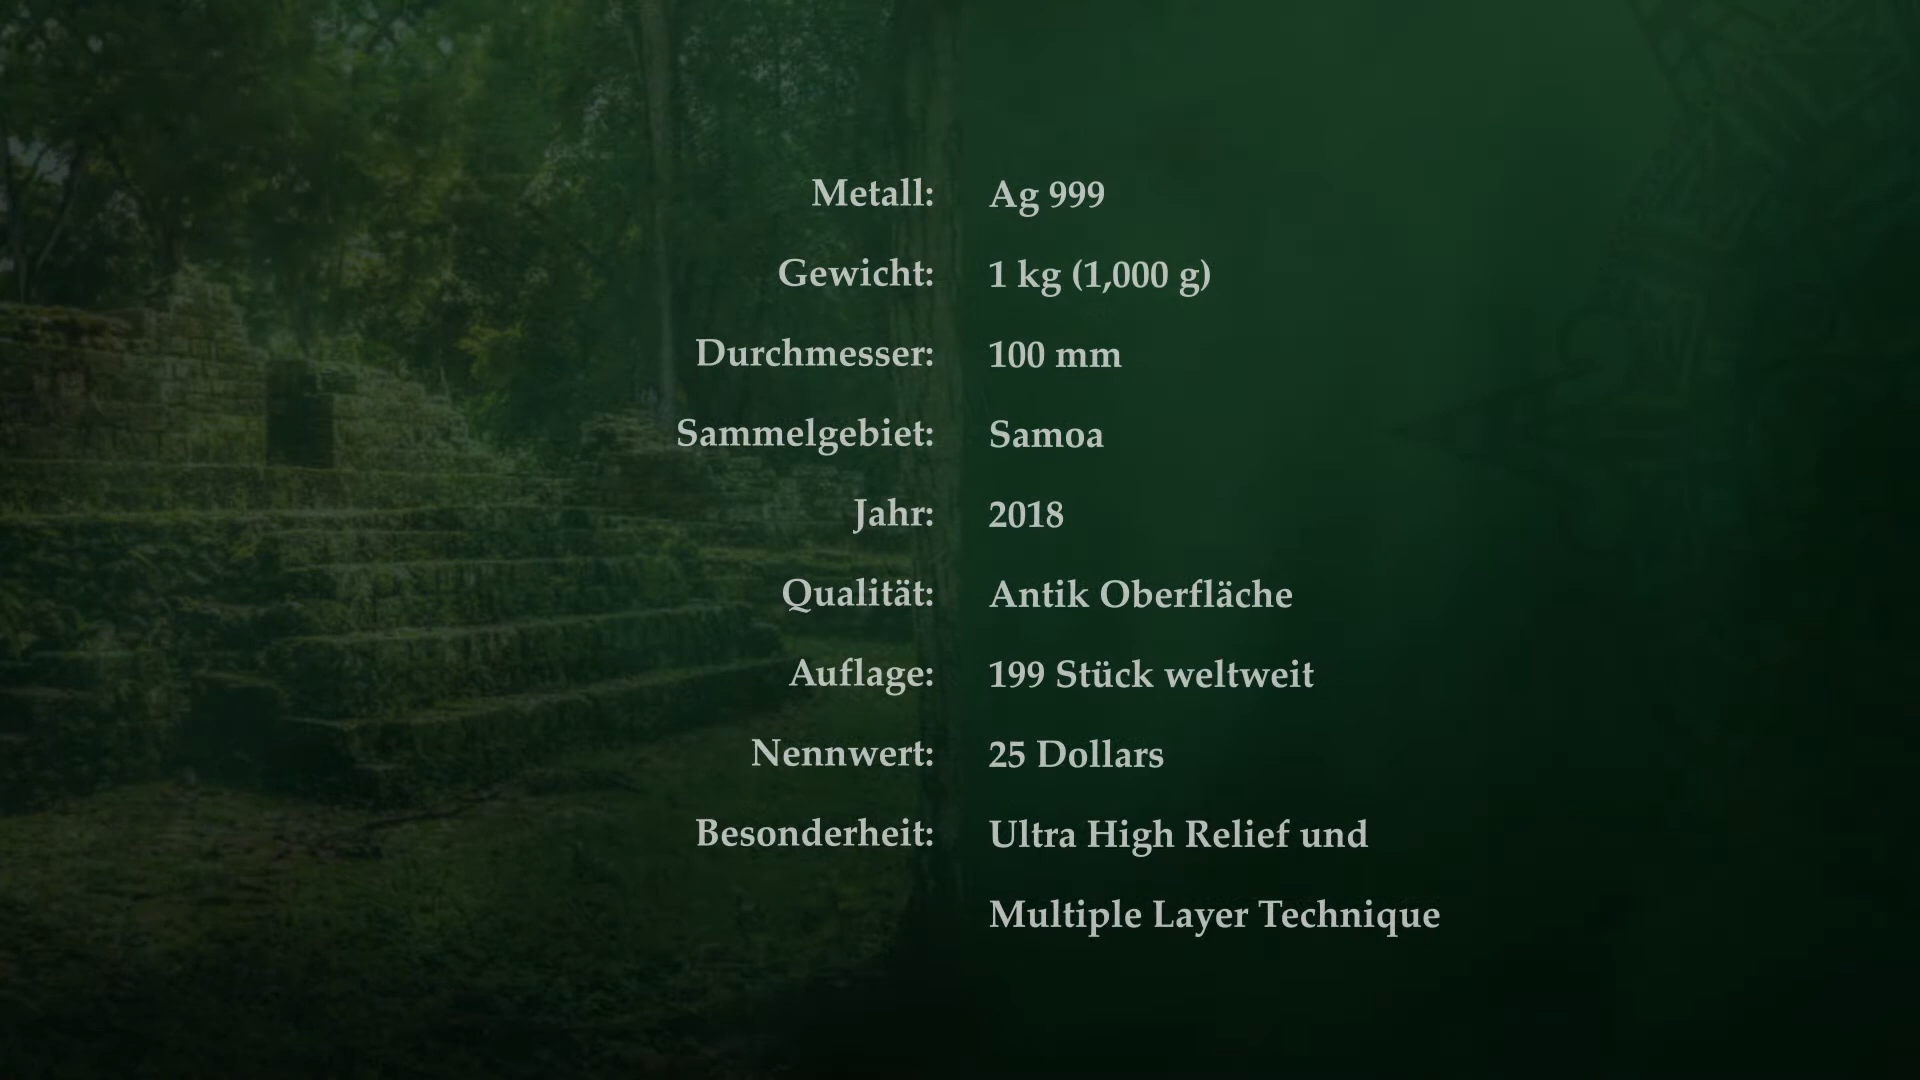 Metall: Ag 999
Gewicht: 1 kg (1,000 g)
Durchmesser: 100 mm
Sammelgebiet: Samoa
Jahr: 2018
Qualität: Antik Oberfläche
Auflage: 199 Stück weltweit
Nennwert: 25 Dollars
Besonderheit: Ultra High Relief und
Multiple Layer Technique